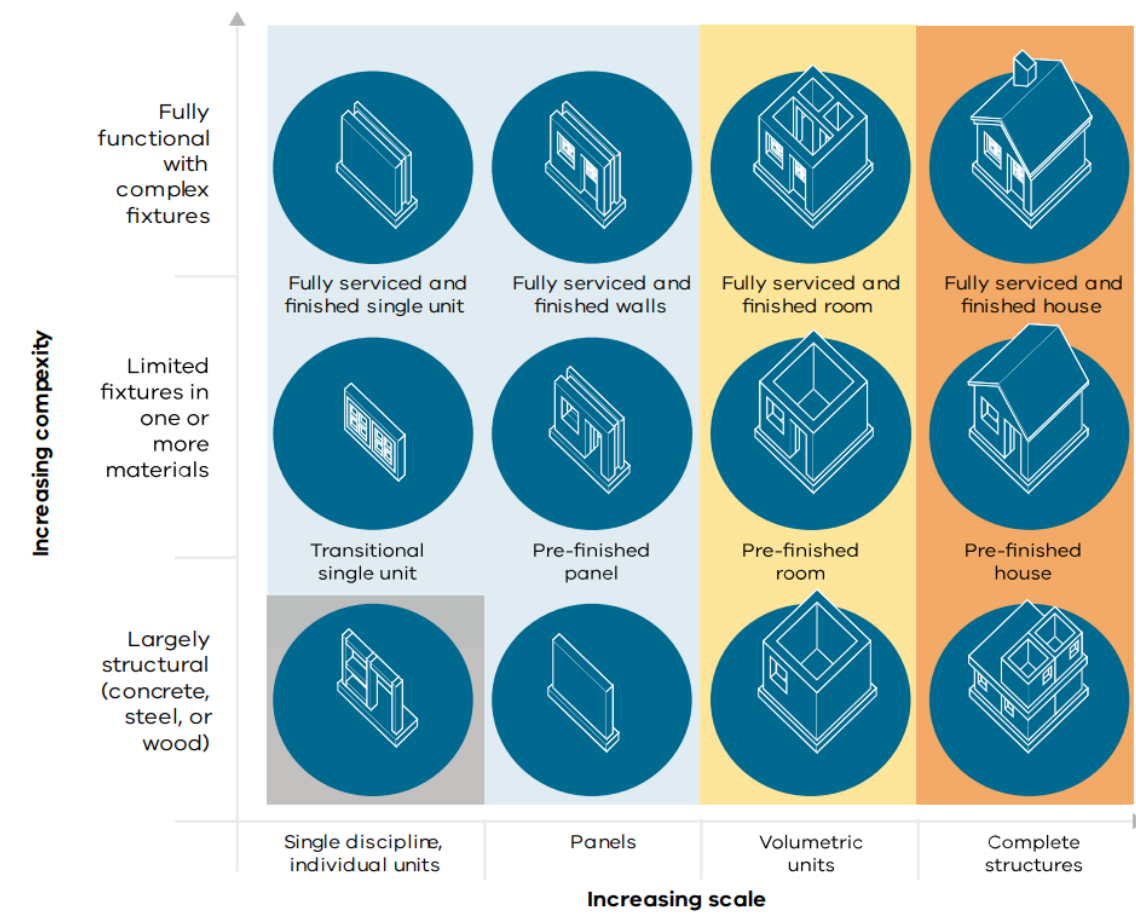 Fully
functional
with
complex
fixtures
Fully serviced and
finished single unit
Fully serviced and
finished walls
Fully serviced and
finished room
Fully serviced and
finished house
Increasing compexity
Limited
fixtures in
one or
more
materials
Transitional
single unit
Pre-finished
panel
Pre-finished
room
Pre-finished
house
Largely
structural
(concrete,
steel, or
wood)
Single discipline,
individual units
Panels
Volumetric
units
Complete
structures
Increasing scale